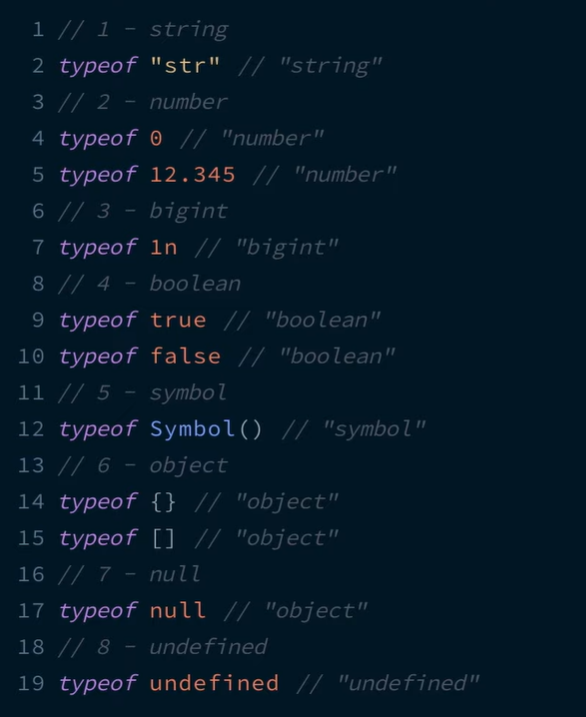 1 // 1 - string
2 typeof "str" // "string"
3 // 2 - number
4 typeof 0 // "number"
5 typeof 12.345 // "number"
6 // 3 - bigint
7 typeof 1n // "bigint"
8 // 4 - boolean
9 typeof true // "boolean"
10 typeof false // "boolean"
11 // 5 - symbol
12 typeof Symbol() // "symbol"
13 // 6 - object
14 typeof {} // "object"
15 typeof [] // "object"
16 // 7 - null
17 typeof null // "object"
18 // 8 - undefined
19 typeof undefined // "undefined"